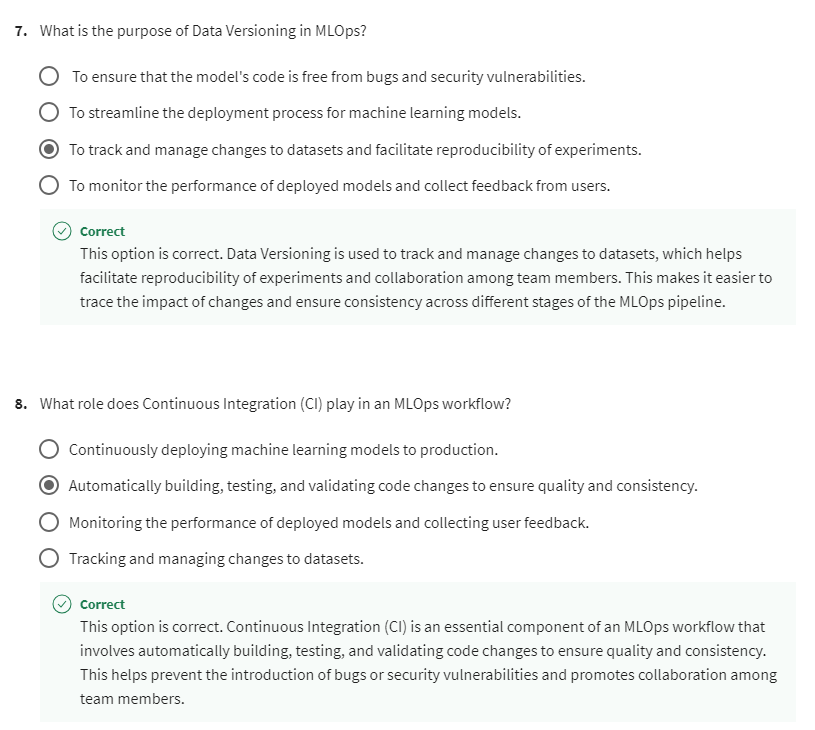 7. What is the purpose of Data Versioning in MLOps?
To ensure that the model's code is free from bugs and security vulnerabilities.
To streamline the deployment process for machine learning models.
To track and manage changes to datasets and facilitate reproducibility of experiments.
To monitor the performance of deployed models and collect feedback from users.
Correct
This option is correct. Data Versioning is used to track and manage changes to datasets, which helps
facilitate reproducibility of experiments and collaboration among team members. This makes it easier to
trace the impact of changes and ensure consistency across different stages of the MLOps pipeline.
8. What role does Continuous Integration (CI) play in an MLOps workflow?
Continuously deploying machine learning models to production.
Automatically building, testing, and validating code changes to ensure quality and consistency.
Monitoring the performance of deployed models and collecting user feedback.
Tracking and managing changes to datasets.
Correct
This option is correct. Continuous Integration (CI) is an essential component of an MLOps workflow that
involves automatically building, testing, and validating code changes to ensure quality and consistency.
This helps prevent the introduction of bugs or security vulnerabilities and promotes collaboration among
team members.